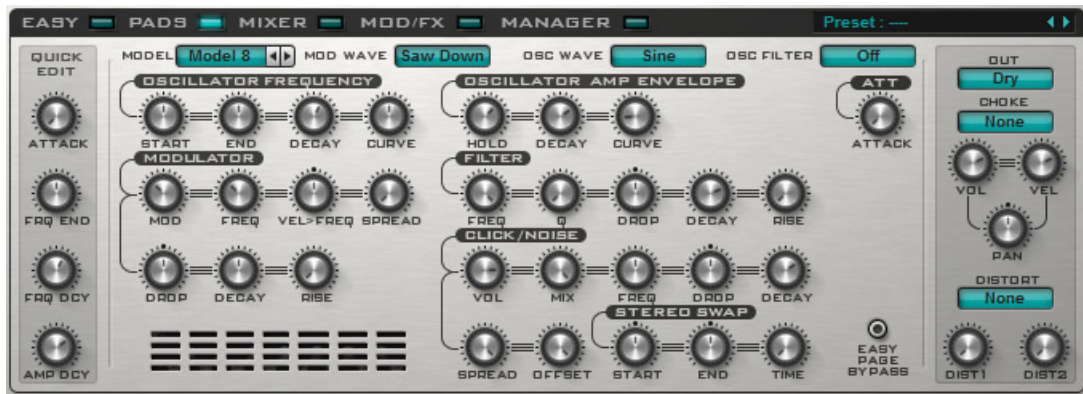 EASY PADS MIXER MOD/FX MANAGER Preset : ----
QUICK EDIT
ATTACK
FRQ END
FRQ DCY
AMP DCY
MODEL Model 8 MOD WAVE Saw Down OSC WAVE Sine OSC FILTER Off
OSCILLATOR FREQUENCY
START END DECAY CURVE
MODULATOR
MOD FREQ VEL>FREQ SPREAD
DROP DECAY RISE
OSCILLATOR AMP ENVELOPE
HOLD DECAY CURVE
ATT
ATTACK
FILTER
FREQ Q DROP DECAY RISE
CLICK/NOISE
VOL MIX FREQ DROP DECAY
STEREO SWAP
SPREAD OFFSET START END TIME
EASY
PAGE
BYPASS
OUT
Dry
CHOKE
None
VOL VEL
PAN
DISTORT
None
DIST1 DIST2